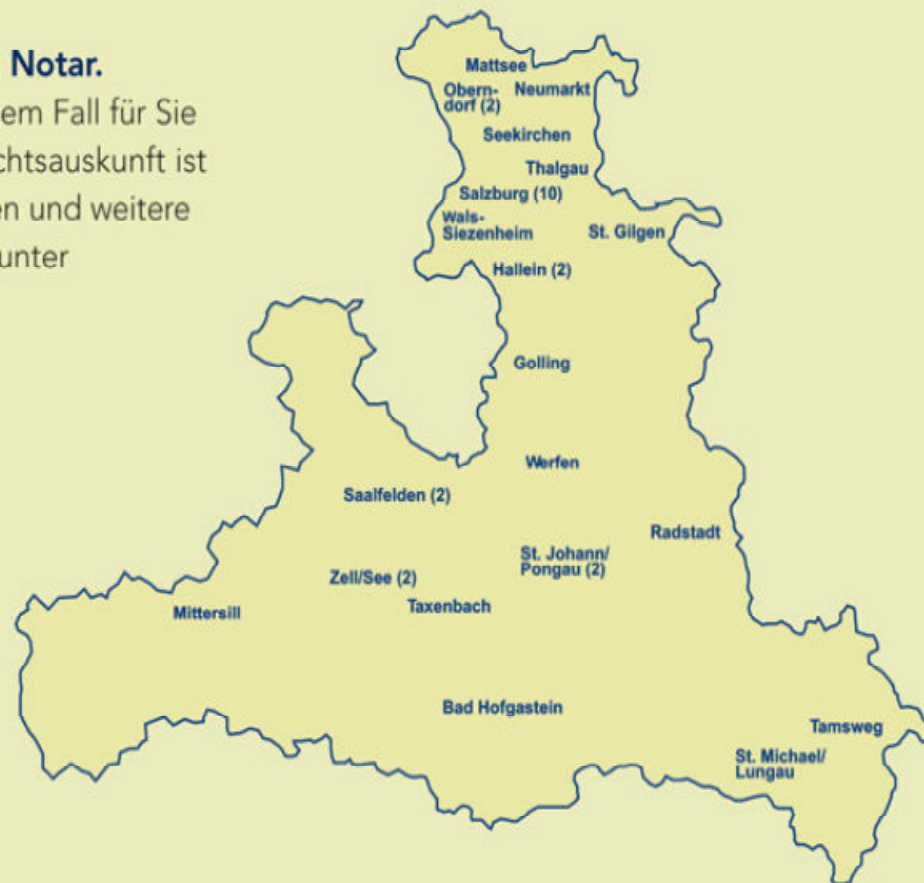 Notar.
em Fall für Sie
chtsauskunft ist
en und weitere
unter
Mattsee
Obern-
dorf (2)
Neumarkt
Seekirchen
Thalgau
Salzburg (10)
Wals-
Siezenheim
St. Gilgen
Hallein (2)
Golling
Werfen
Saalfelden (2)
Radstadt
St. Johann/
Pongau (2)
Zell/See (2)
Taxenbach
Mittersill
Bad Hofgastein
Tamsweg
St. Michael/
Lungau